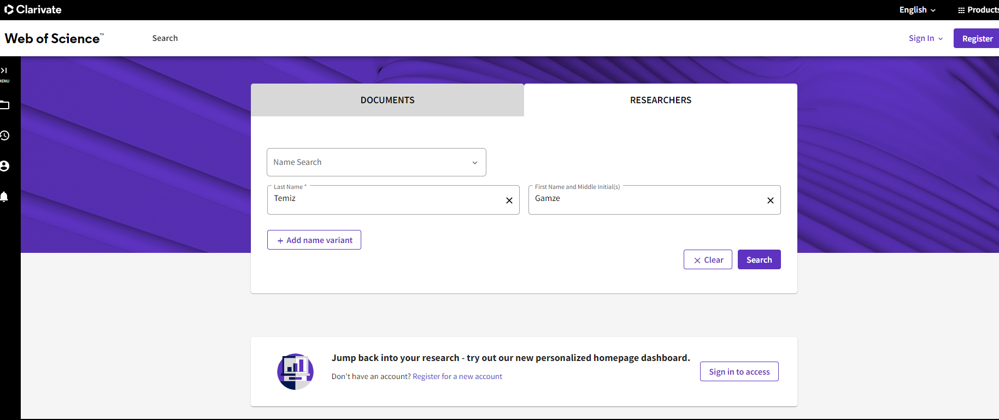 Clarivate
English
Products
Web of Science™
Search
Sign In
Register
MENU
DOCUMENTS
RESEARCHERS
Name Search
Last Name *
Temiz
First Name and Middle Initial(s)
Gamze
+ Add name variant
Clear
Search
Jump back into your research - try out our new personalized homepage dashboard.
Don't have an account? Register for a new account
Sign in to access